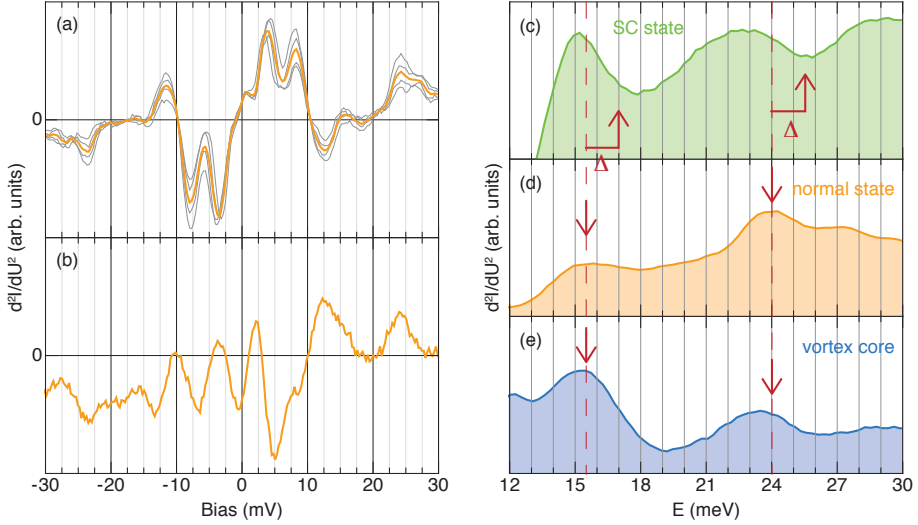 (a)
0
d²I/dU² (arb. units)
(b)
0
-30 -20 -10 0 10 20 30
Bias (mV)
(c)
SC state
Δ
Δ
(d)
normal state
d²I/dU² (arb. units)
(e)
vortex core
12 15 18 21 24 27 30
E (meV)